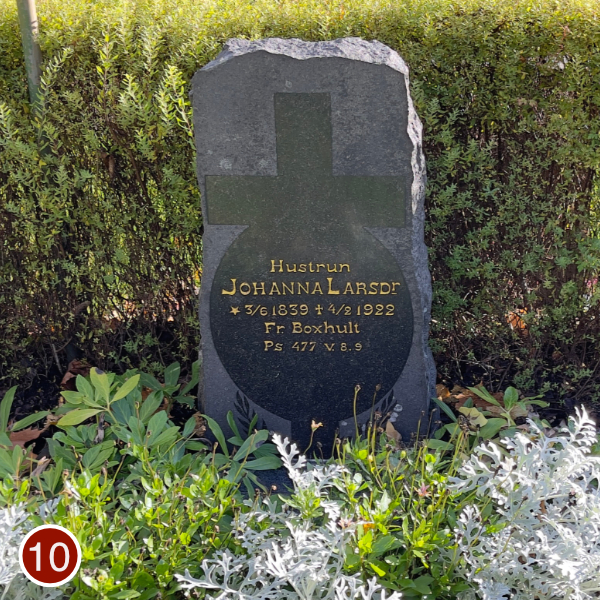 Hustrun
JOHANNA LARSDR
* 3/6 1839 † 4/2 1922
Fr. Boxhult
Ps 477 v. 8.9
10